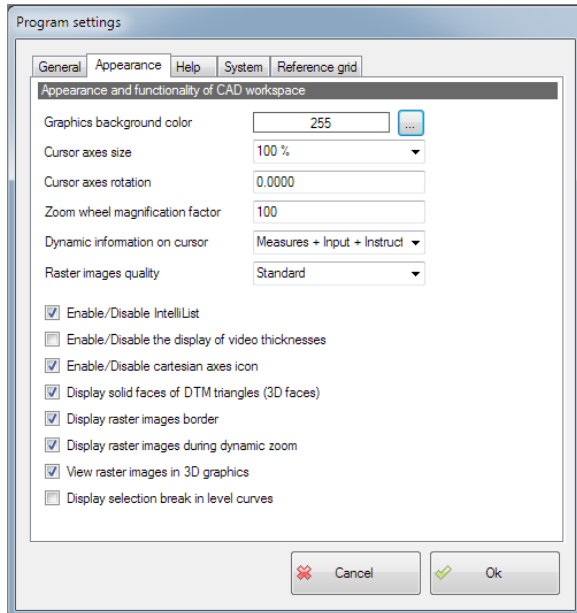 Program settings
General Appearance Help System Reference grid
Appearance and functionality of CAD workspace
Graphics background color 255 ...
Cursor axes size 100 %
Cursor axes rotation 0.0000
Zoom wheel magnification factor 100
Dynamic information on cursor Measures + Input + Instruct
Raster images quality Standard
Enable/Disable IntelliList
Enable/Disable the display of video thicknesses
Enable/Disable cartesian axes icon
Display solid faces of DTM triangles (3D faces)
Display raster images border
Display raster images during dynamic zoom
View raster images in 3D graphics
Display selection break in level curves
Cancel Ok